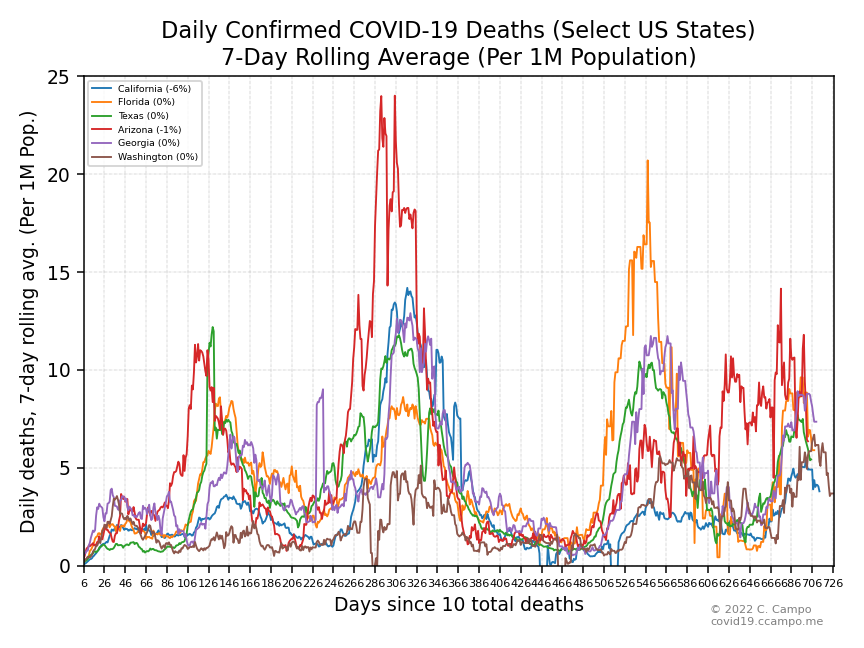 Daily Confirmed COVID-19 Deaths (Select US States)
7-Day Rolling Average (Per 1M Population)
Daily deaths, 7-day rolling avg. (Per 1M Pop.)
25
20
15
10
5
0
California (-6%)
Florida (0%)
Texas (0%)
Arizona (-1%)
Georgia (0%)
Washington (0%)
6 26 46 66 86 106 126 146 166 186 206 226 246 266 286 306 326 346 366 386 406 426 446 466 486 506 526 546 566 586 606 626 646 666 686 706 726
Days since 10 total deaths
© 2022 C. Campo
covid19.ccampo.me